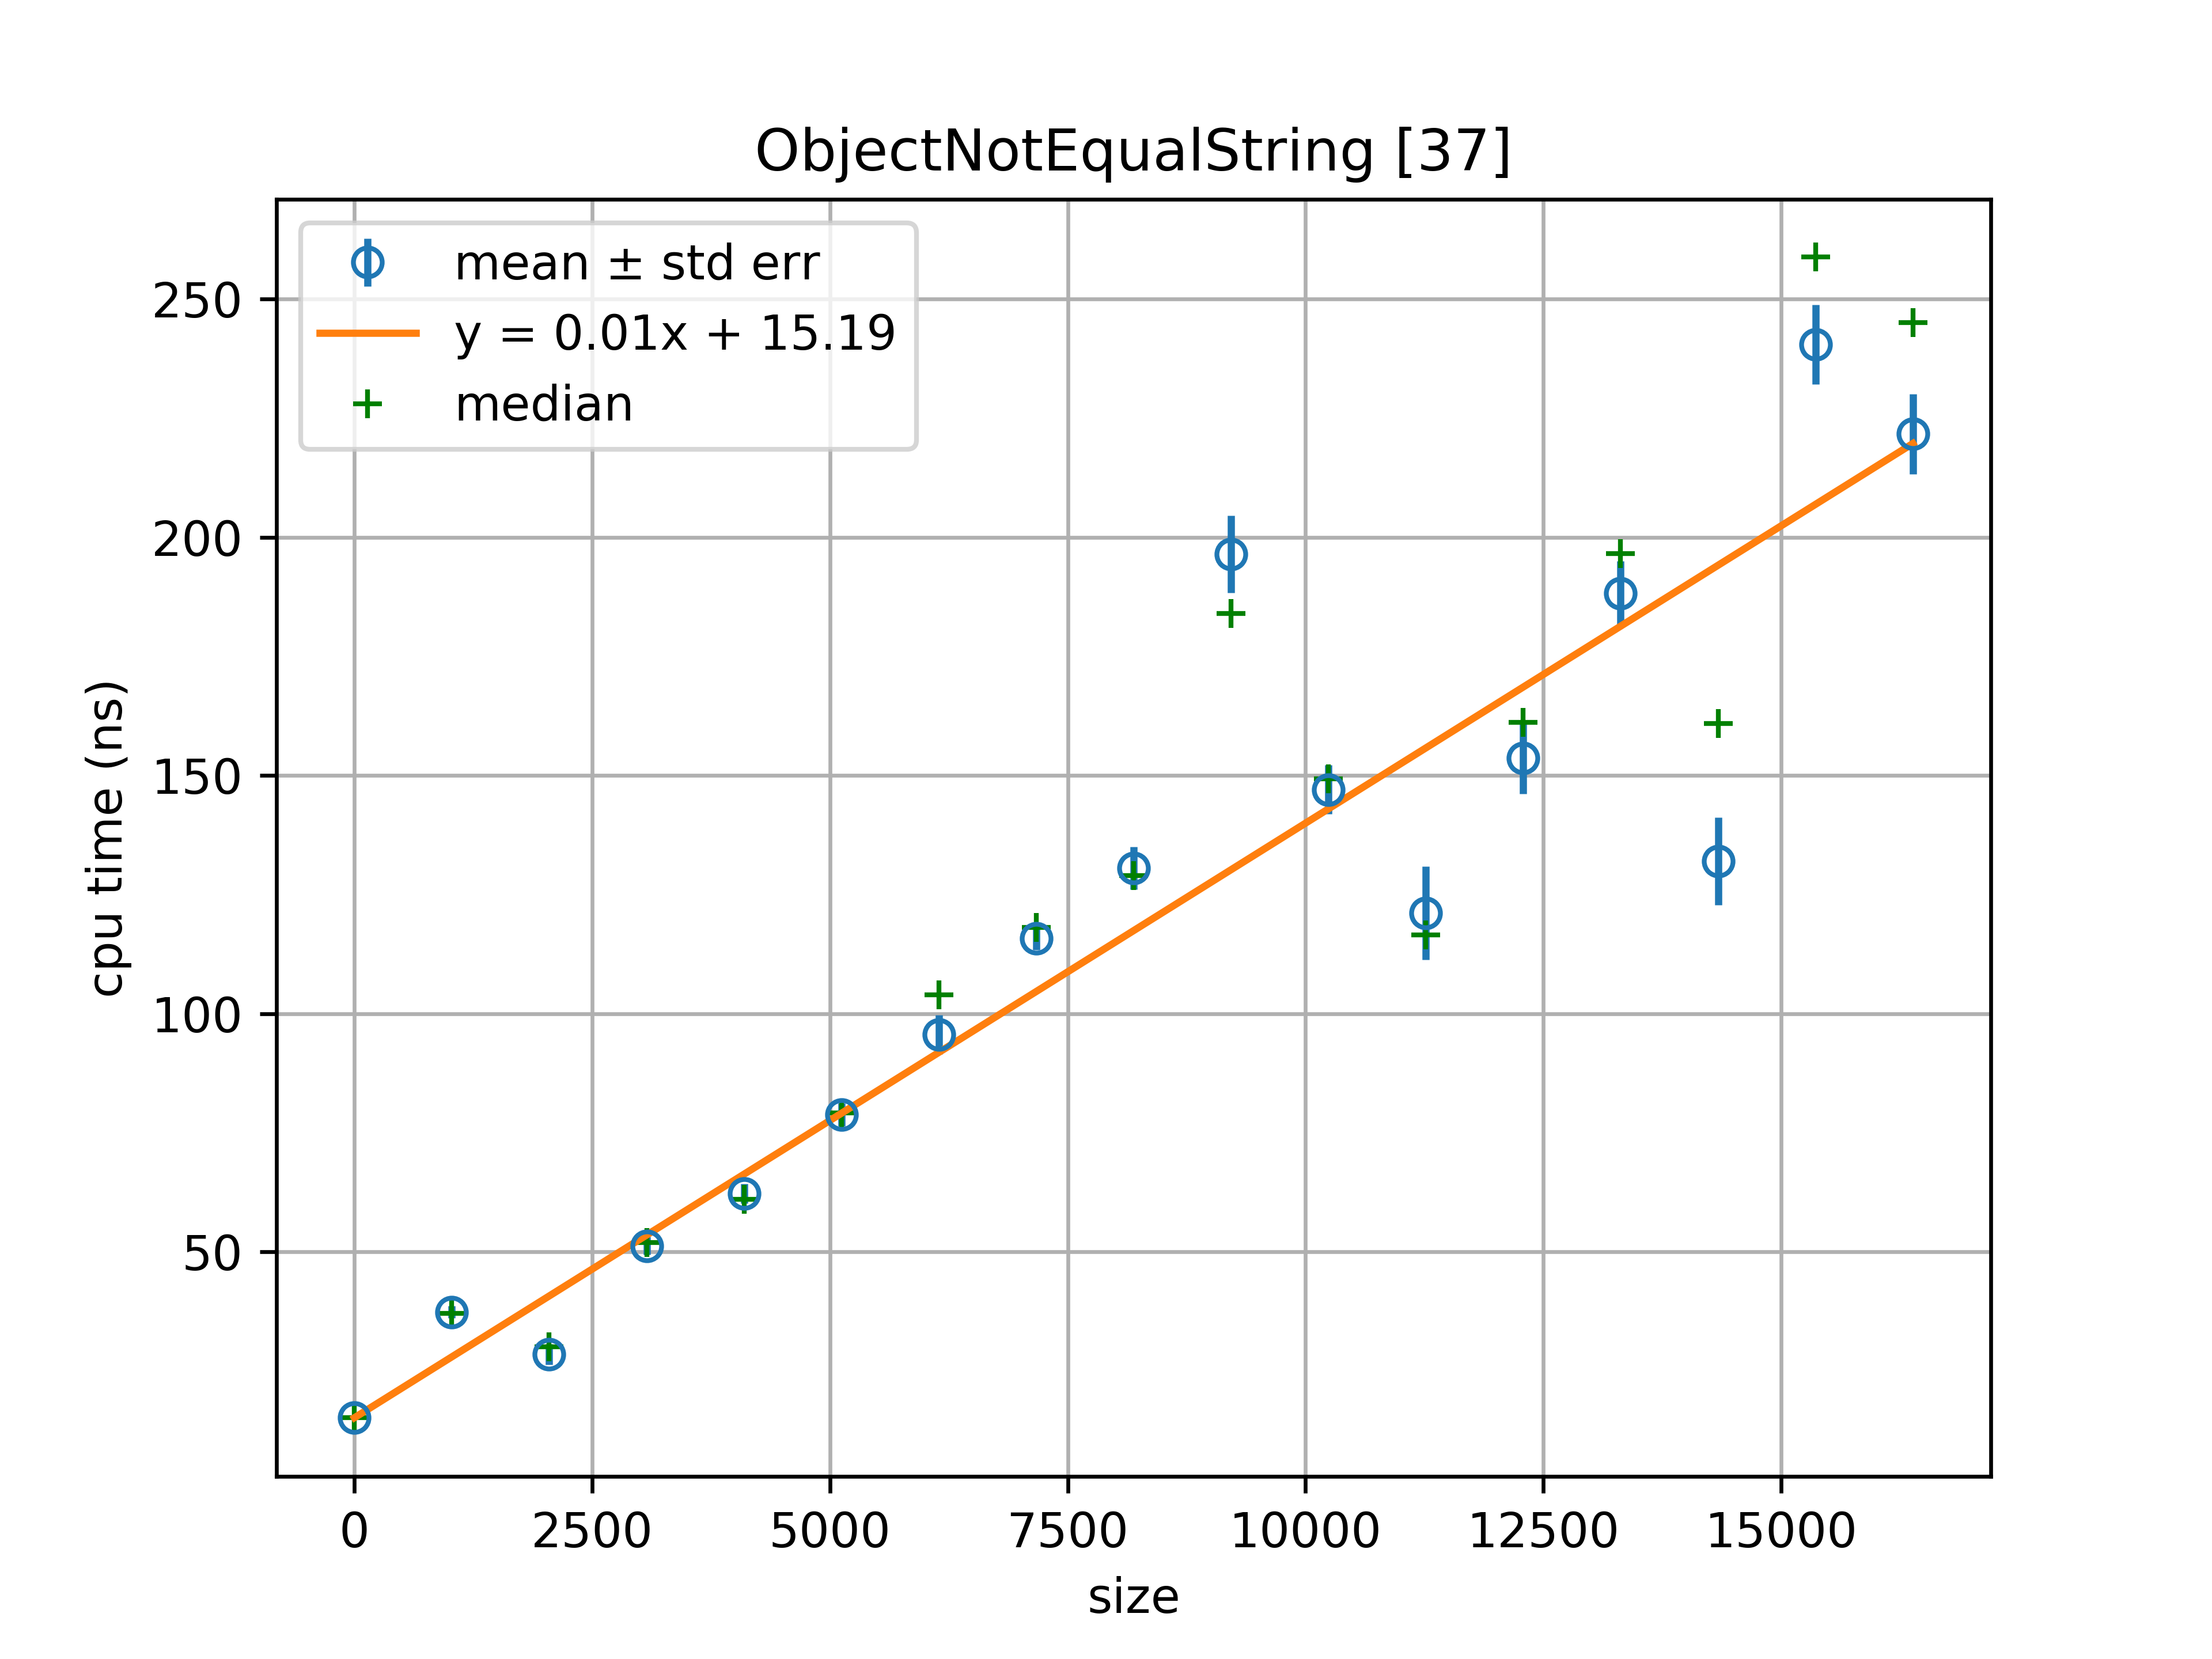 ObjectNotEqualString [37]
mean ± std err
y = 0.01x + 15.19
median
250
200
150
100
50
cpu time (ns)
0 2500 5000 7500 10000 12500 15000
size